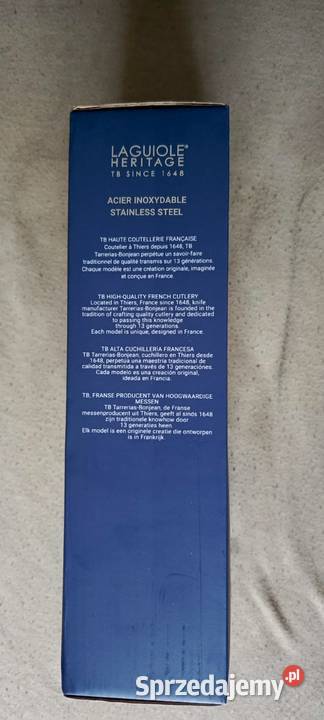 LAGUIOLE®
HERITAGE
TB SINCE 1648
ACIER INOXYDABLE
STAINLESS STEEL
TB HAUTE COUTELLERIE FRANÇAISE
Coutelier à Thiers depuis 1648, TB
Tarrerias-Bonjean perpétue un savoir-faire
traditionnel de qualité transmis sur 13 générations.
Chaque modèle est une création originale, imaginée
et conçue en France.
TB HIGH-QUALITY FRENCH CUTLERY
Located in Thiers, France since 1648, knife
manufacturer Tarrerias-Bonjean is founded in the
tradition of crafting quality cutlery and dedicated
to passing this knowledge
through 13 generations.
Each model is unique, designed in France.
TB ALTA CUCHILLERÍA FRANCESA
TB Tarrerias-Bonjean, cuchillero en Thiers desde
1648, perpetúa una maestría tradicional de
calidad transmitida a través de 13 generaciónes.
Cada modelo es una creación original,
ideada en Francia.
TB, FRANSE PRODUCENT VAN HOOGWAARDIGE
MESSEN
TB Tarrerias-Bonjean, de Franse
messenproducent uit Thiers, geeft al sinds 1648
zijn traditionele knowhow door
13 generaties heen
Elk model is een originele creatie die ontworpen
is in Frankrijk
Sprzedajemy.pl